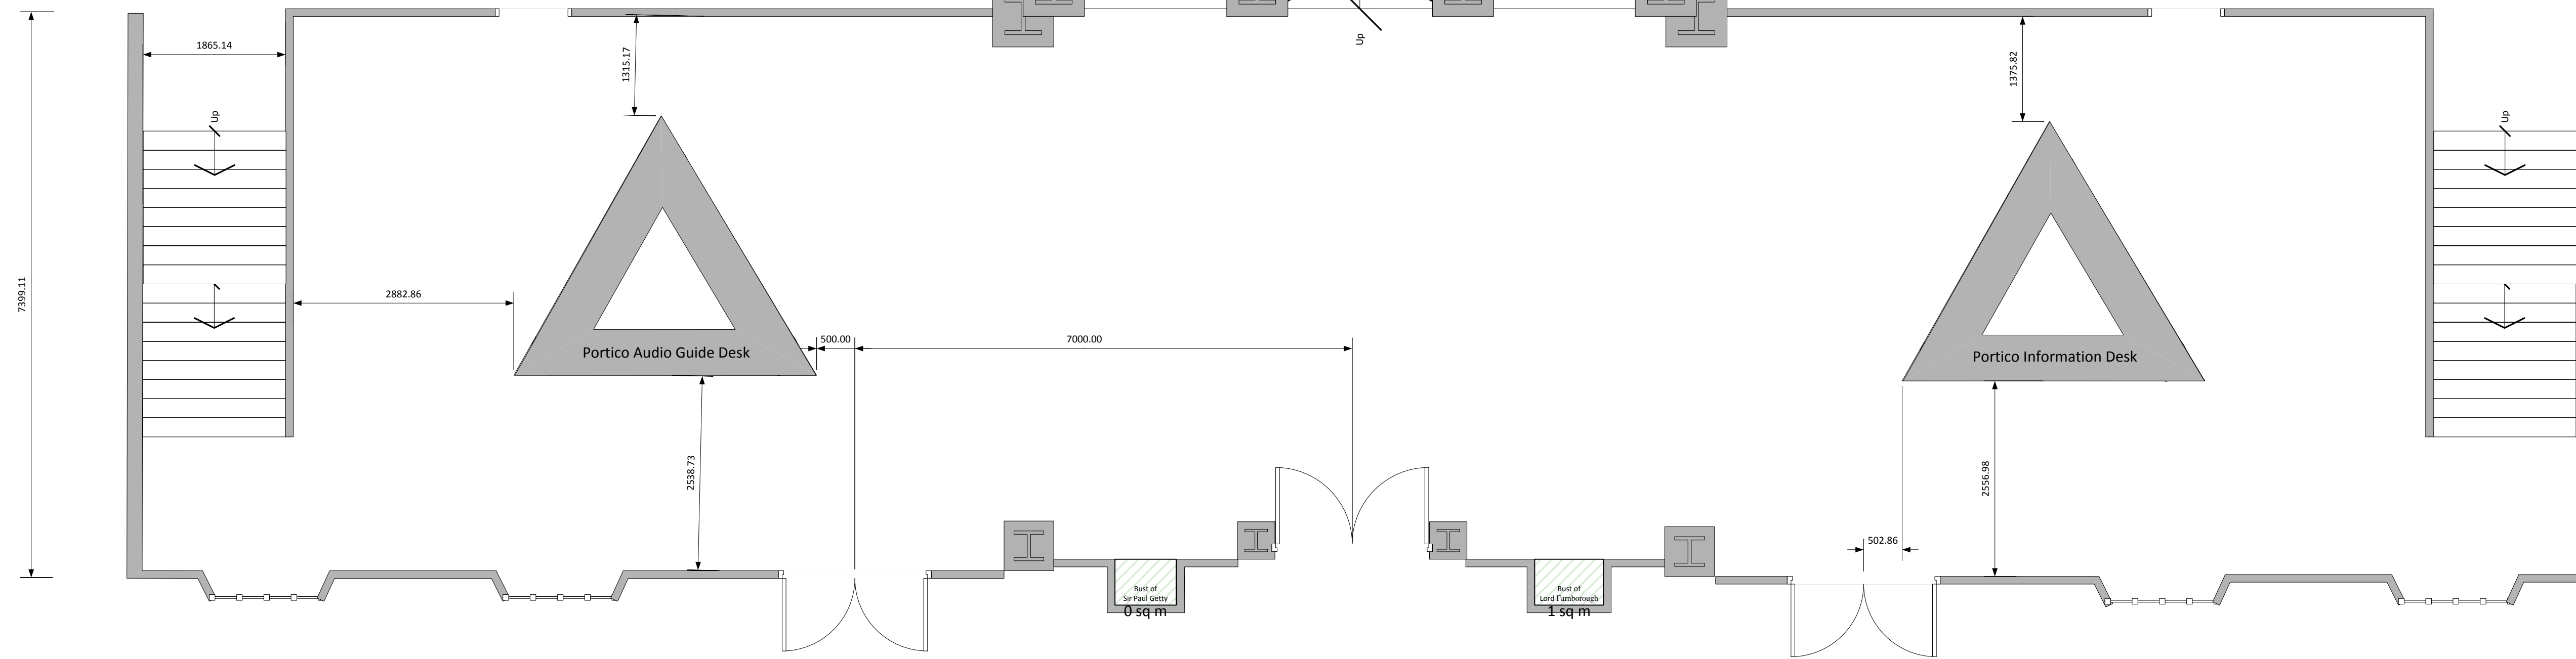 1865.14
1315.17
Up
1375.82
Up
Up
7399.11
2882.86
500.00
7000.00
Portico Audio Guide Desk
Portico Information Desk
2538.73
2556.98
502.86
Bust of
Sir Paul Getty
0 sq m
Bust of
Lord Farnborough
1 sq m